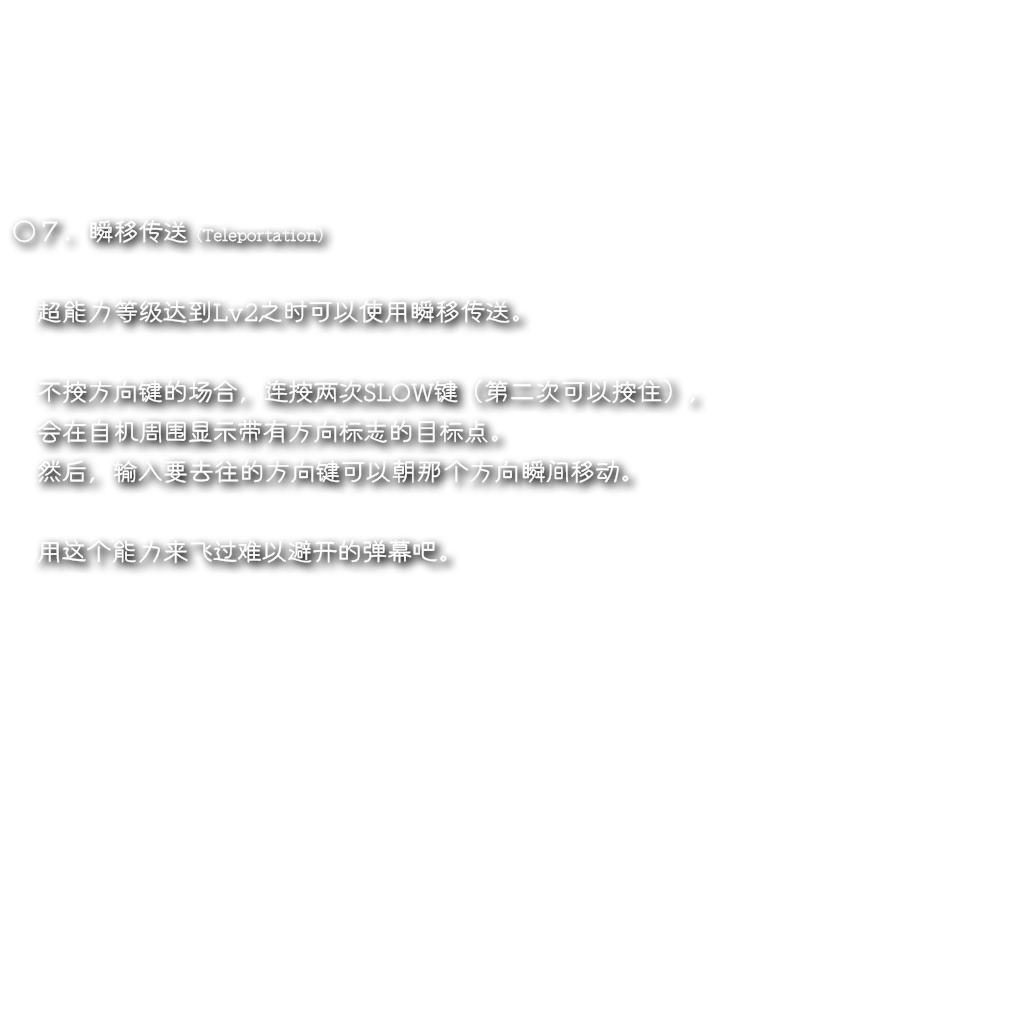 〇７．瞬移传送 (Teleportation)
超能力等级达到Lv2之时可以使用瞬移传送。
不按方向键的场合，连按两次SLOW键（第二次可以按住），
会在自机周围显示带有方向标志的目标点。
然后，输入要去往的方向键可以朝那个方向瞬间移动。
用这个能力来飞过难以避开的弹幕吧。